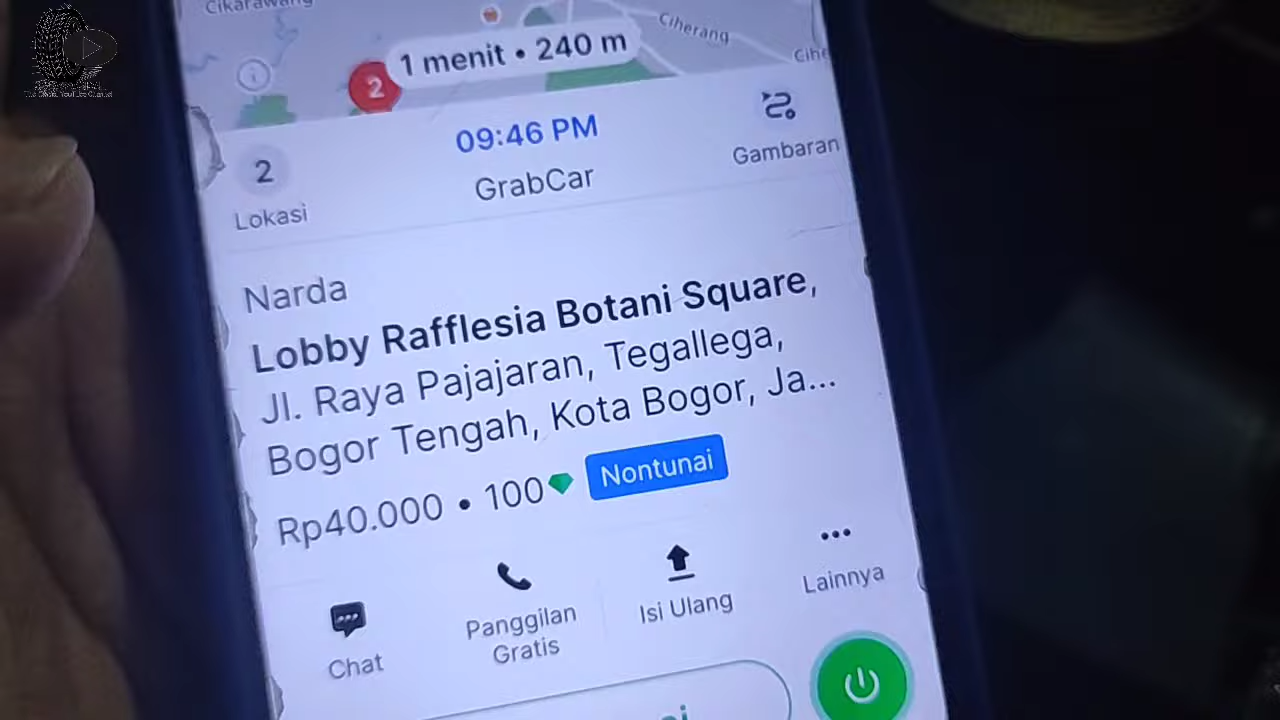 Cikarawang
Ciherang
Cihe
1 menit • 240 m
2
09:46 PM
2
Lokasi
GrabCar
Gambaran
Narda
Lobby Rafflesia Botani Square,
Jl. Raya Pajajaran, Tegallega,
Bogor Tengah, Kota Bogor, Ja...
Rp40.000 • 100 Nontunai
Chat
Panggilan
Gratis
Isi Ulang
Lainnya